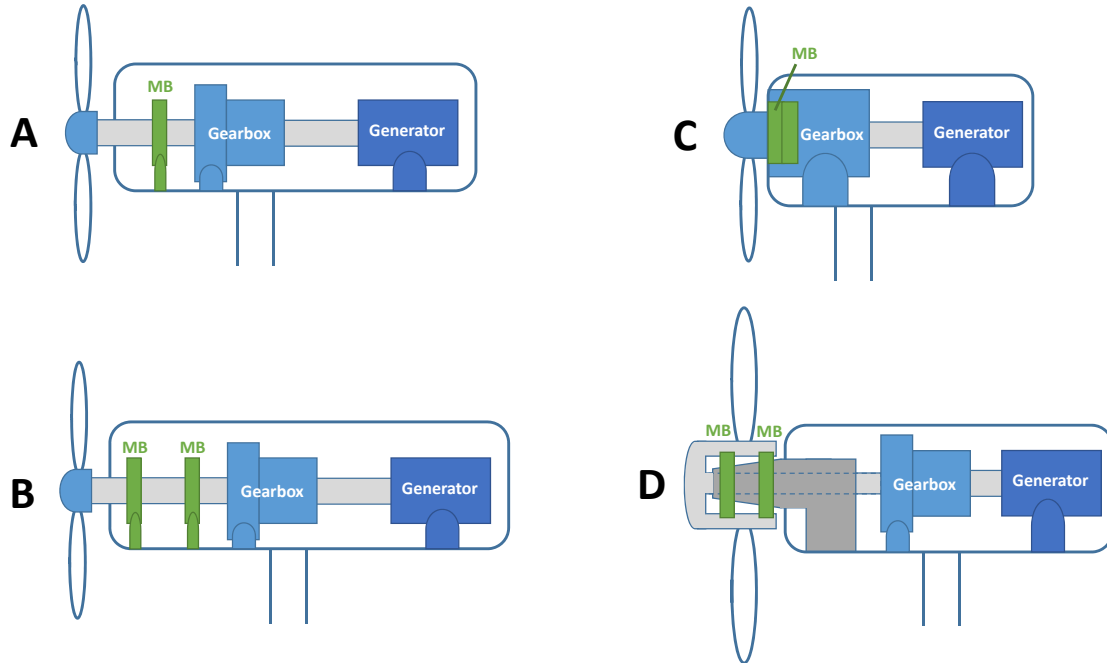 A
MB
Gearbox
Generator
C
MB
Gearbox
Generator
B
MB MB
Gearbox
Generator
D
MB MB
Gearbox
Generator